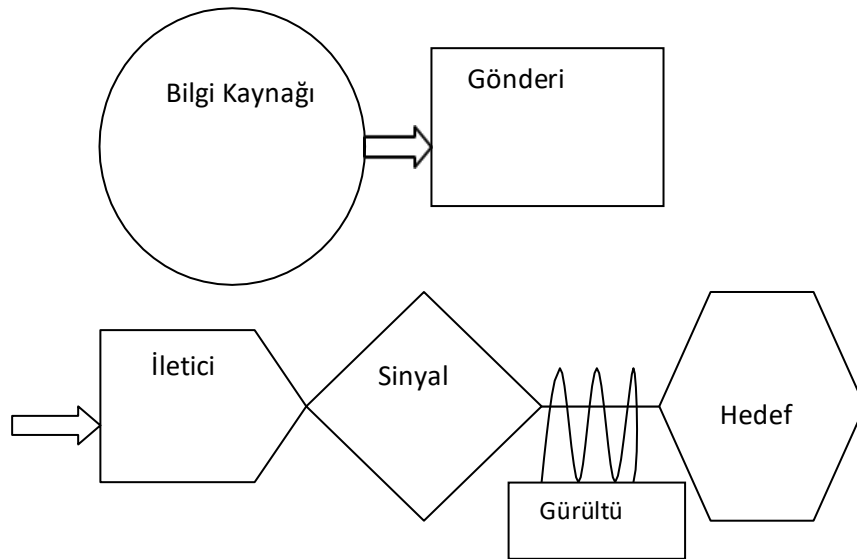 Bilgi Kaynağı
Gönderi
İletici
Sinyal
Hedef
Gürültü